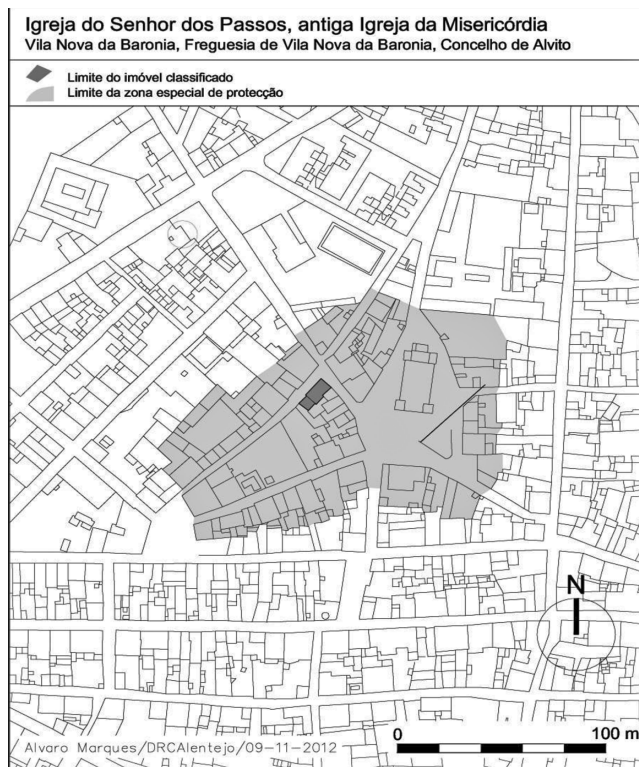 Igreja do Senhor dos Passos, antiga Igreja da Misericórdia
Vila Nova da Baronia, Freguesia de Vila Nova da Baronia, Concelho de Alvito
Limite do imóvel classificado
Limite da zona especial de protecção
N
Alvaro Marques/DRCAlentejo/09-11-2012
0 100 m